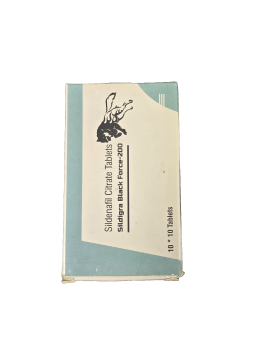 Sildenafil Citrate Tablets
Sildigra Black Force-200
10 * 10 Tablets